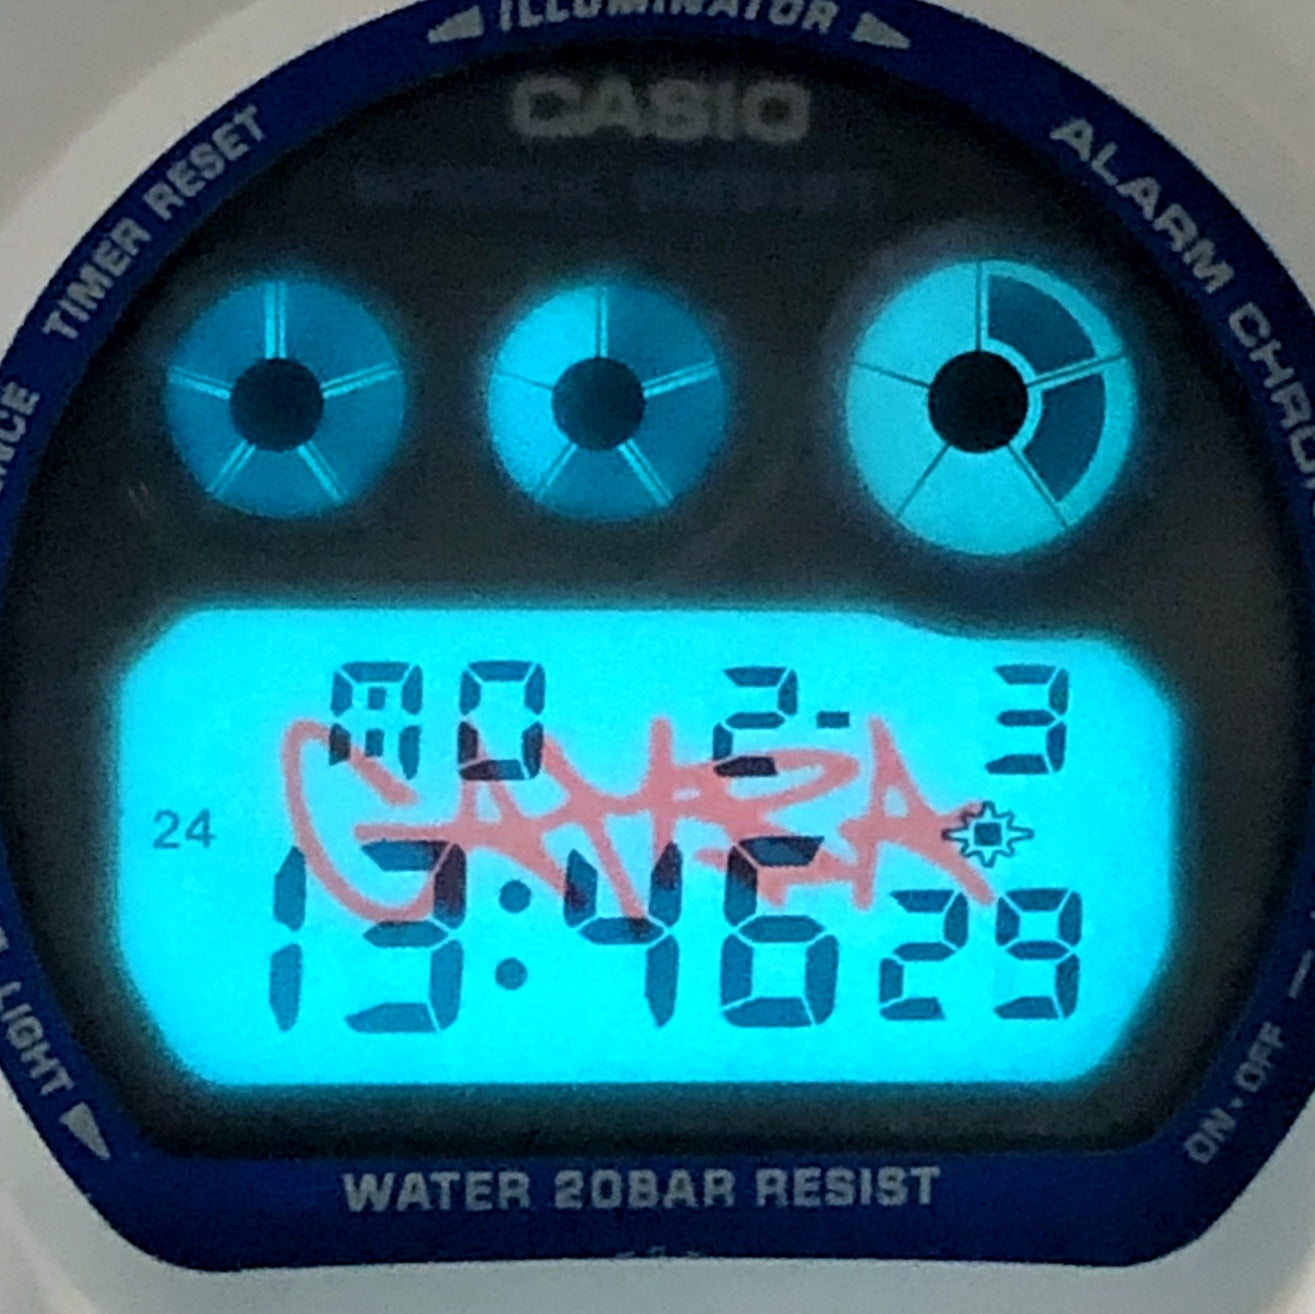 ILLUMINATOR
CASIO
TIMER RESET
ALARM CHRO
NCE
MO 2- 3
24
13:46 29
LIGHT
ON•OFF
WATER 20BAR RESIST